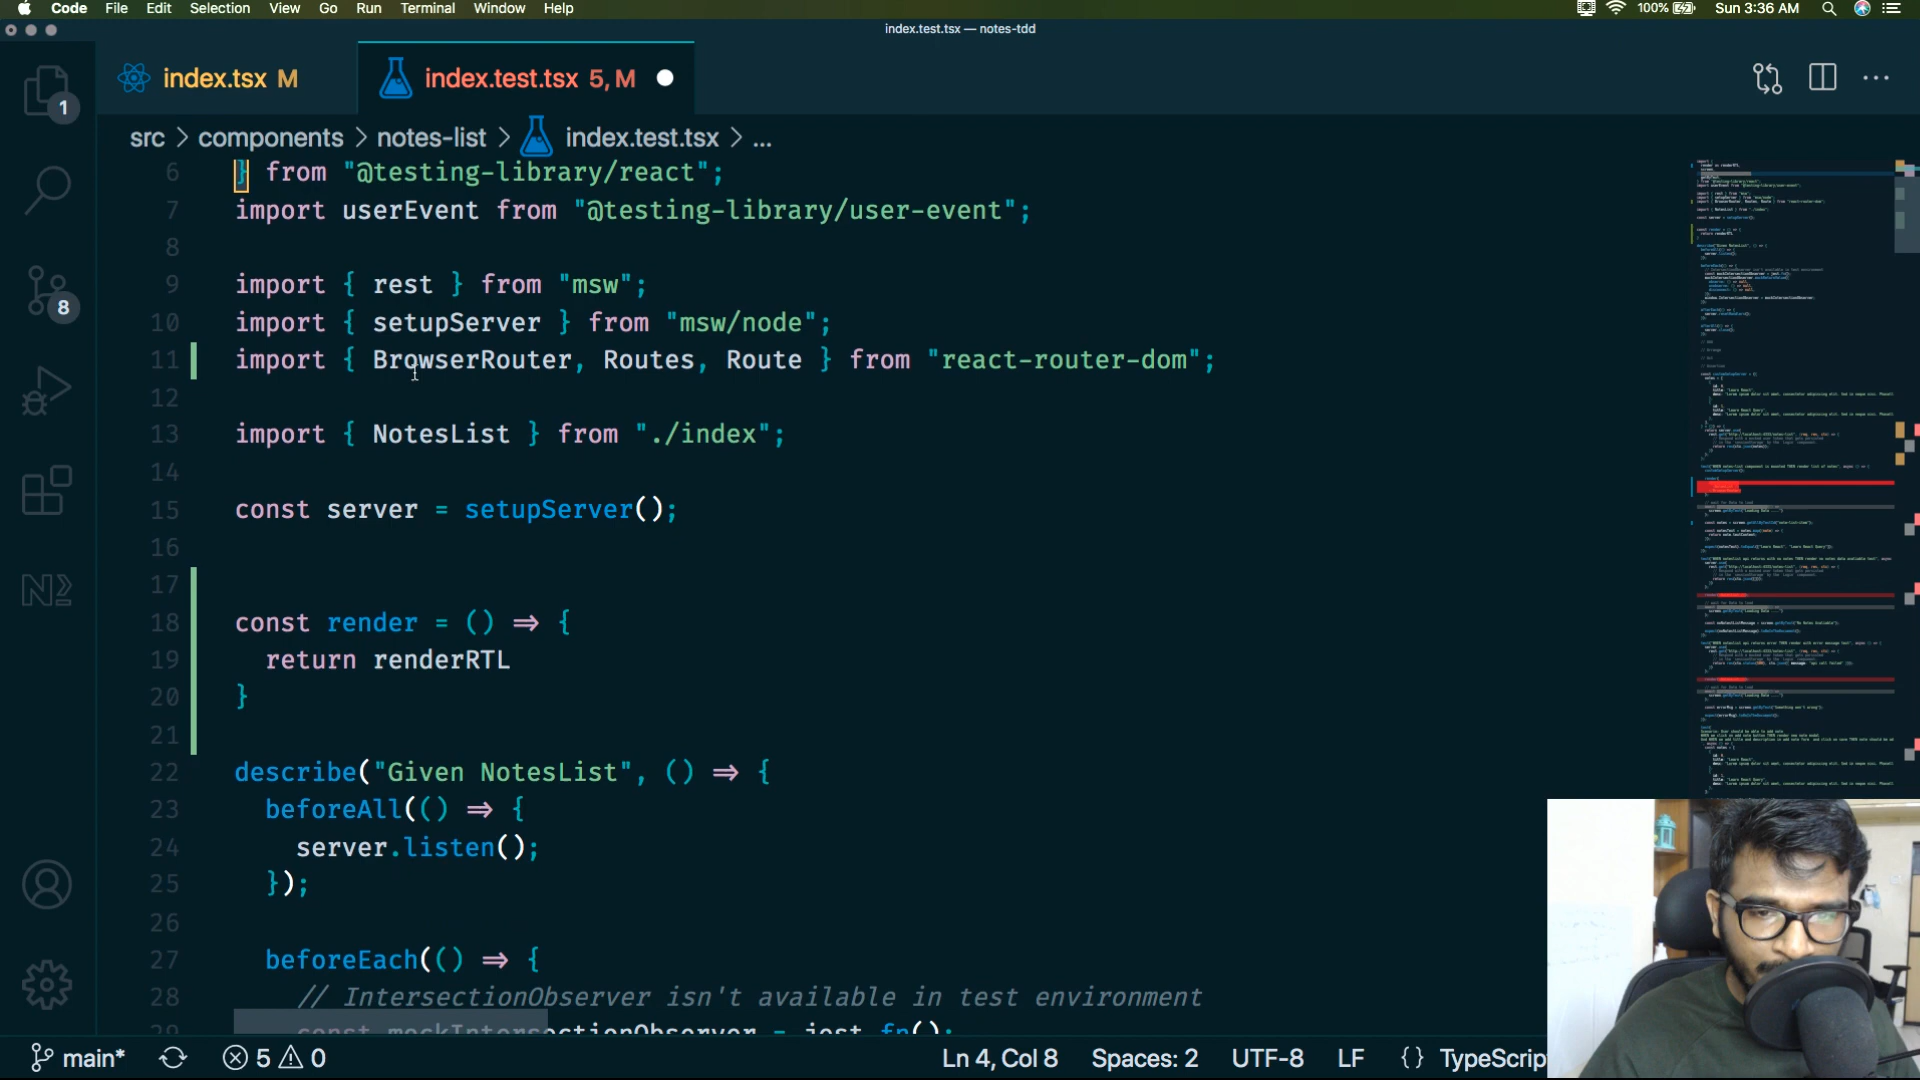 Code File Edit Selection View Go Run Terminal Window Help 100% Sun 3:36 AM
index.test.tsx — notes-tdd
index.tsx M index.test.tsx 5, M
1
src > components > notes-list > index.test.tsx > ...
6 } from "@testing-library/react";
7 import userEvent from "@testing-library/user-event";
8
9 import { rest } from "msw";
10 import { setupServer } from "msw/node";
8
11 import { BrowserRouter, Routes, Route } from "react-router-dom";
12
13 import { NotesList } from "./index";
14
15 const server = setupServer();
16
17
18 const render = () => {
19 return renderRTL
20 }
21
22 describe("Given NotesList", () => {
23 beforeAll(() => {
24 server.listen();
25 });
26
27 beforeEach(() => {
28 // IntersectionObserver isn't available in test environment
29 const mockIntersectionObserver = jest.fn();
main* 5 0 Ln 4, Col 8 Spaces: 2 UTF-8 LF {} TypeScrip